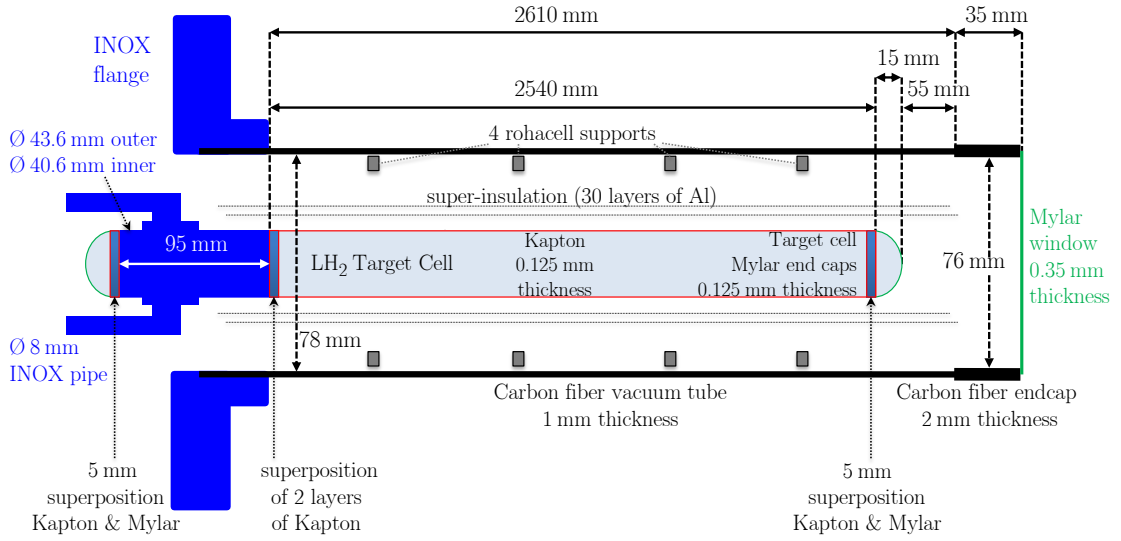 2610 mm
35 mm
INOX
flange
15 mm
2540 mm
55 mm
Ø 43.6 mm outer
Ø 40.6 mm inner
4 rohacell supports
super-insulation (30 layers of Al)
95 mm
LH2 Target Cell
Kapton
0.125 mm
thickness
Target cell
Mylar end caps
0.125 mm thickness
76 mm
Mylar
window
0.35 mm
thickness
78 mm
Ø 8 mm
INOX pipe
Carbon fiber vacuum tube
1 mm thickness
Carbon fiber endcap
2 mm thickness
5 mm
superposition
Kapton & Mylar
superposition
of 2 layers
of Kapton
5 mm
superposition
Kapton & Mylar